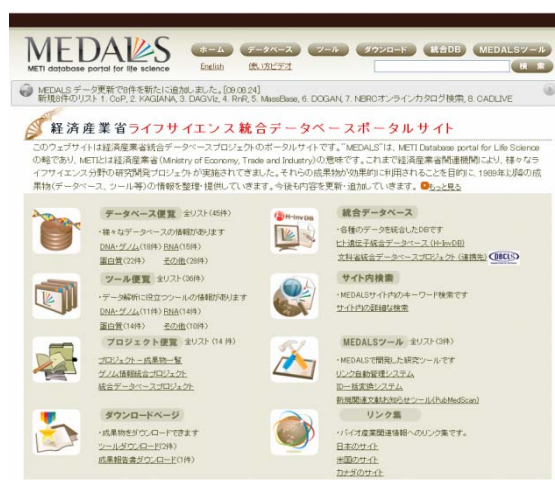 MEDALS
METI database portal for life science
ホーム データベース ツール ダウンロード 統合DB MEDALSツール
English 使い方ビデオ
検 索
MEDALS データ更新で8件を新たに追加しました。[09.06.24]
新規8件のリスト 1. CoP, 2. KAGIANA, 3. DAGViz, 4. RnR, 5. MassBase, 6. DOGAN, 7. NBRCオンラインカタログ検索, 8. CADLIVE
経済産業省ライフサイエンス統合データベースポータルサイト
このウェブサイトは経済産業省統合データベースプロジェクトのポータルサイトです。"MEDALS"は、METI Database portal for Life Science
の略であり、METIとは経済産業省(Ministry of Economy, Trade and Industry)の意味です。これまで経済産業省関連機関により、様々なラ
イフサイエンス分野の研究開発プロジェクトが実施されてきました。それらの成果物が効果的に利用されることを目的に、1989年以降の成
果物(データベース、ツール等)の情報を整理・提供していきます。今後も内容を更新・追加していきます。 もっと見る
データベース便覧 全リスト(45件)
・様々なデータベースの情報があります
DNA・ゲノム(18件) RNA(15件)
蛋白質(22件) その他(28件)
ツール便覧 全リスト(36件)
・データ解析に役立つツールの情報があります
DNA・ゲノム(11件) RNA(14件)
蛋白質(14件) その他(10件)
プロジェクト便覧 全リスト(14 件)
プロジェクト-成果物一覧
ゲノム情報統合プロジェクト
統合データベースプロジェクト
ダウンロードページ
・成果物をダウンロードできます
ツールダウンロード(2件)
成果報告書ダウンロード(1件)
H-InvDB
統合データベース
・各種のデータを統合したDBです
ヒト遺伝子統合データベース (H-InvDB)
文科省統合データベースプロジェクト (連携先) DBCLS
サイト内検索
・MEDALSサイト内のキーワード検索です
サイト内の詳細な検索
MEDALSツール 全リスト(3件)
・MEDALSで開発した研究ツールです
リンク自動管理システム
ID一括変換システム
新規関連文献お知らせツール(PubMedScan)
リンク集
・バイオ産業関連情報へのリンク集です。
日本のサイト
米国のサイト
カナダのサイト